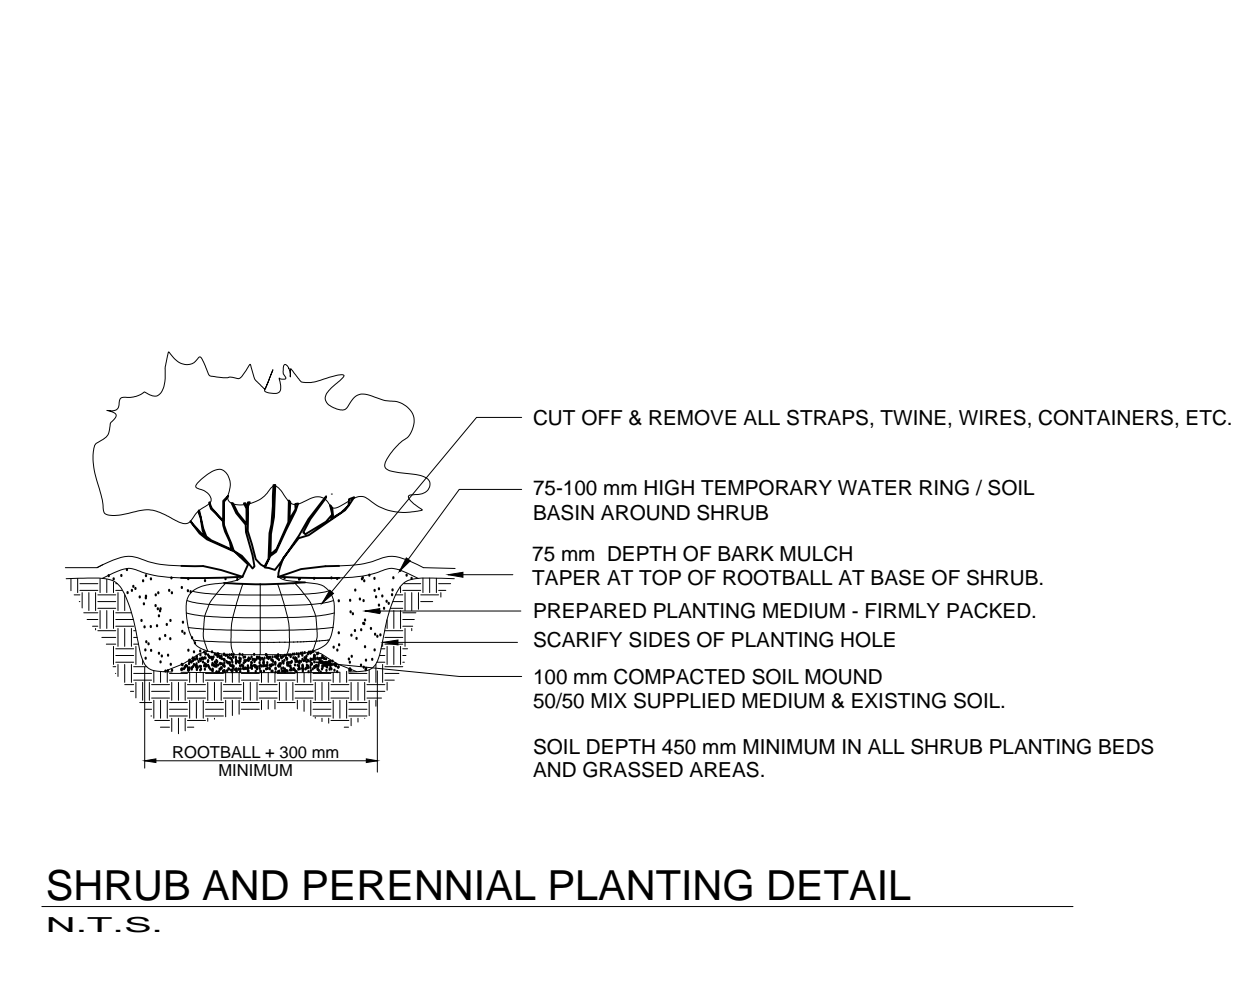 CUT OFF & REMOVE ALL STRAPS, TWINE, WIRES, CONTAINERS, ETC.
75-100 mm HIGH TEMPORARY WATER RING / SOIL
BASIN AROUND SHRUB
75 mm  DEPTH OF BARK MULCH
TAPER AT TOP OF ROOTBALL AT BASE OF SHRUB.
PREPARED PLANTING MEDIUM - FIRMLY PACKED.
SCARIFY SIDES OF PLANTING HOLE
100 mm COMPACTED SOIL MOUND
50/50 MIX SUPPLIED MEDIUM & EXISTING SOIL.
SOIL DEPTH 450 mm MINIMUM IN ALL SHRUB PLANTING BEDS
AND GRASSED AREAS.
ROOTBALL + 300 mm
MINIMUM
SHRUB AND PERENNIAL PLANTING DETAIL
N.T.S.